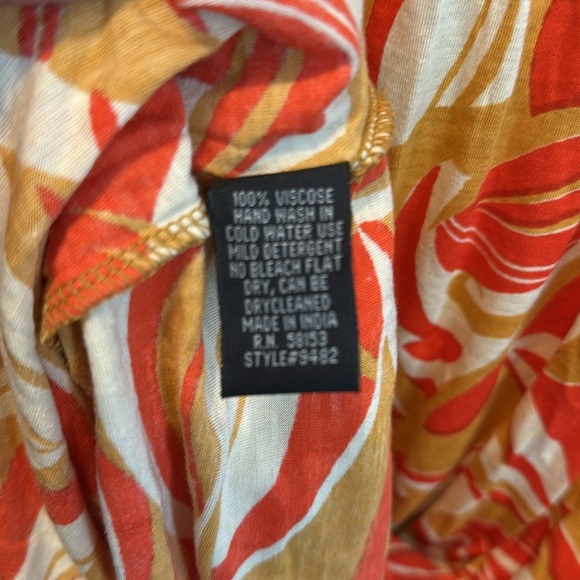 100% VISCOSE
HAND WASH IN
COLD WATER USE
MILD DETERGENT
NO BLEACH FLAT
DRY, CAN BE
DRYCLEANED
MADE IN INDIA
R.N. 58153
STYLE#9482